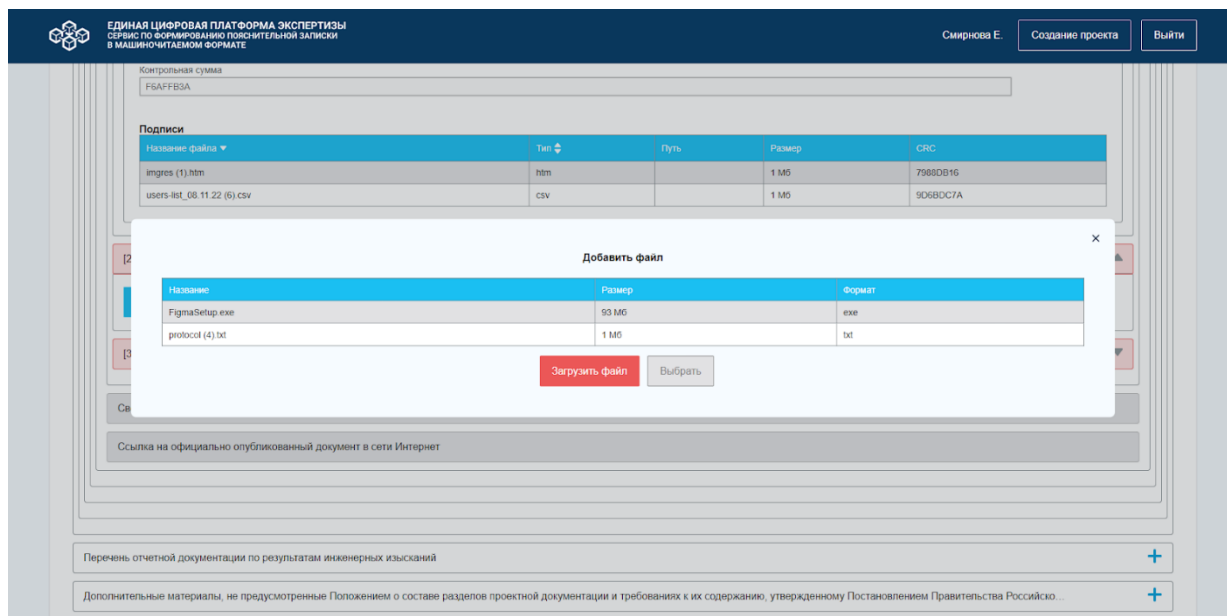 ЕДИНАЯ ЦИФРОВАЯ ПЛАТФОРМА ЭКСПЕРТИЗЫ
СЕРВИС ПО ФОРМИРОВАНИЮ ПОЯСНИТЕЛЬНОЙ ЗАПИСКИ
В МАШИНОЧИТАЕМОМ ФОРМАТЕ
Смирнова Е. Создание проекта Выйти
Контрольная сумма
F6AFFB3A
Подписи
Название файла Тип Путь Размер CRC
imgres (1).htm htm 1 Мб 7988DB16
users-list_08.11.22 (6).csv csv 1 Мб 9D6BDC7A
×
Добавить файл
[2
Название Размер Формат
FigmaSetup.exe 93 Мб exe
protocol (4).txt 1 Мб txt
[3
Загрузить файл Выбрать
Св
Ссылка на официально опубликованный документ в сети Интернет
Перечень отчетной документации по результатам инженерных изысканий +
Дополнительные материалы, не предусмотренные Положением о составе разделов проектной документации и требованиях к их содержанию, утвержденному Постановлением Правительства Российско... +